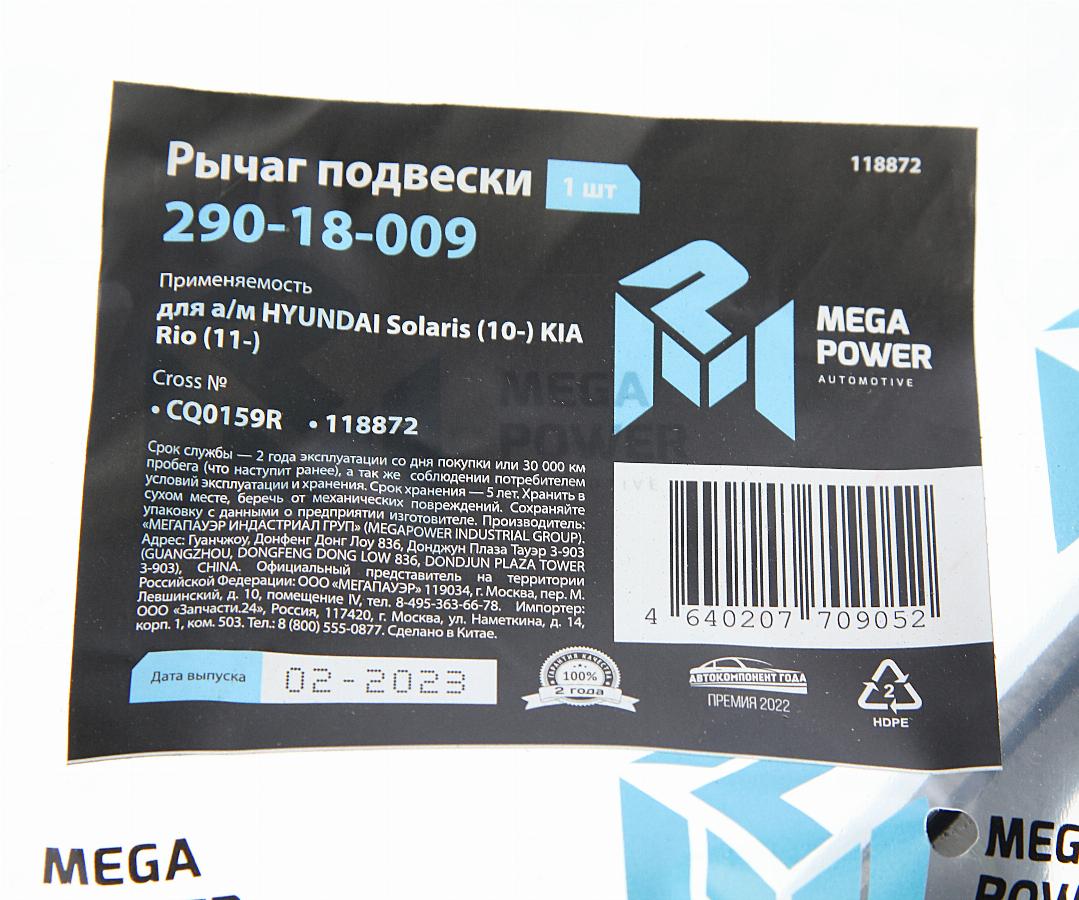 Рычаг подвески 1 шт
118872
290-18-009
Применяемость
для а/м HYUNDAI Solaris (10-) KIA
Rio (11-)
Cross №
• CQ0159R • 118872
MEGA
POWER
AUTOMOTIVE
MEGA
POWER
Срок службы — 2 года эксплуатации со дня покупки или 30 000 км
пробега (что наступит ранее), а так же соблюдении потребителем
условий эксплуатации и хранения. Срок хранения — 5 лет. Хранить в
сухом месте, беречь от механических повреждений. Сохраняйте
упаковку с данными о предприятии изготовителе. Производитель:
«МЕГАПАУЭР ИНДАСТРИАЛ ГРУП» (MEGAPOWER INDUSTRIAL GROUP).
Адрес: Гуанчжоу, Донфенг Донг Лоу 836, Донджун Плаза Тауэр 3-903
(GUANGZHOU, DONGFENG DONG LOW 836, DONDJUN PLAZA TOWER
3-903), CHINA. Официальный представитель на территории
Российской Федерации: ООО «МЕГАПАУЭР» 119034, г. Москва, пер. М.
Левшинский, д. 10, помещение IV, тел. 8-495-363-66-78. Импортер:
ООО «Запчасти.24», Россия, 117420, г. Москва, ул. Наметкина, д. 14,
корп. 1, ком. 503. Тел.: 8 (800) 555-0877. Сделано в Китае.
4 640207 709052
Дата выпуска 02-2023
ГАРАНТИЯ КАЧЕСТВА
100%
2 года
АВТОКОМПОНЕНТ ГОДА
ПРЕМИЯ 2022
2
HDPE
MEGA
MEG